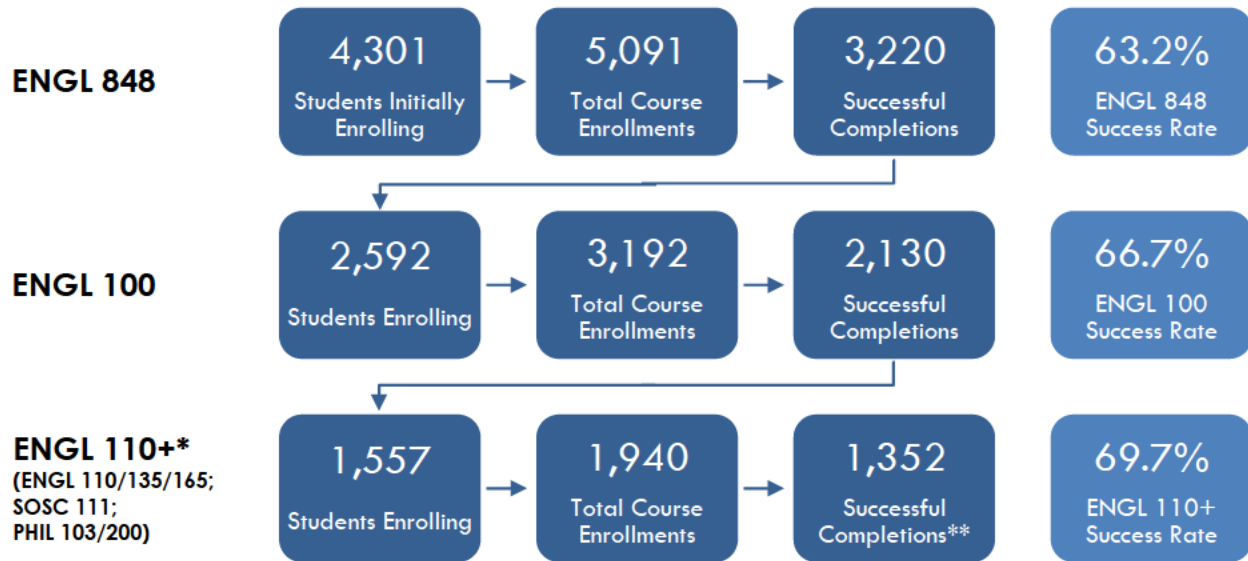 ENGL 848
4,301
Students Initially
Enrolling
5,091
Total Course
Enrollments
3,220
Successful
Completions
63.2%
ENGL 848
Success Rate
ENGL 100
2,592
Students Enrolling
3,192
Total Course
Enrollments
2,130
Successful
Completions
66.7%
ENGL 100
Success Rate
ENGL 110+*
(ENGL 110/135/165;
SOSC 111;
PHIL 103/200)
1,557
Students Enrolling
1,940
Total Course
Enrollments
1,352
Successful
Completions**
69.7%
ENGL 110+
Success Rate